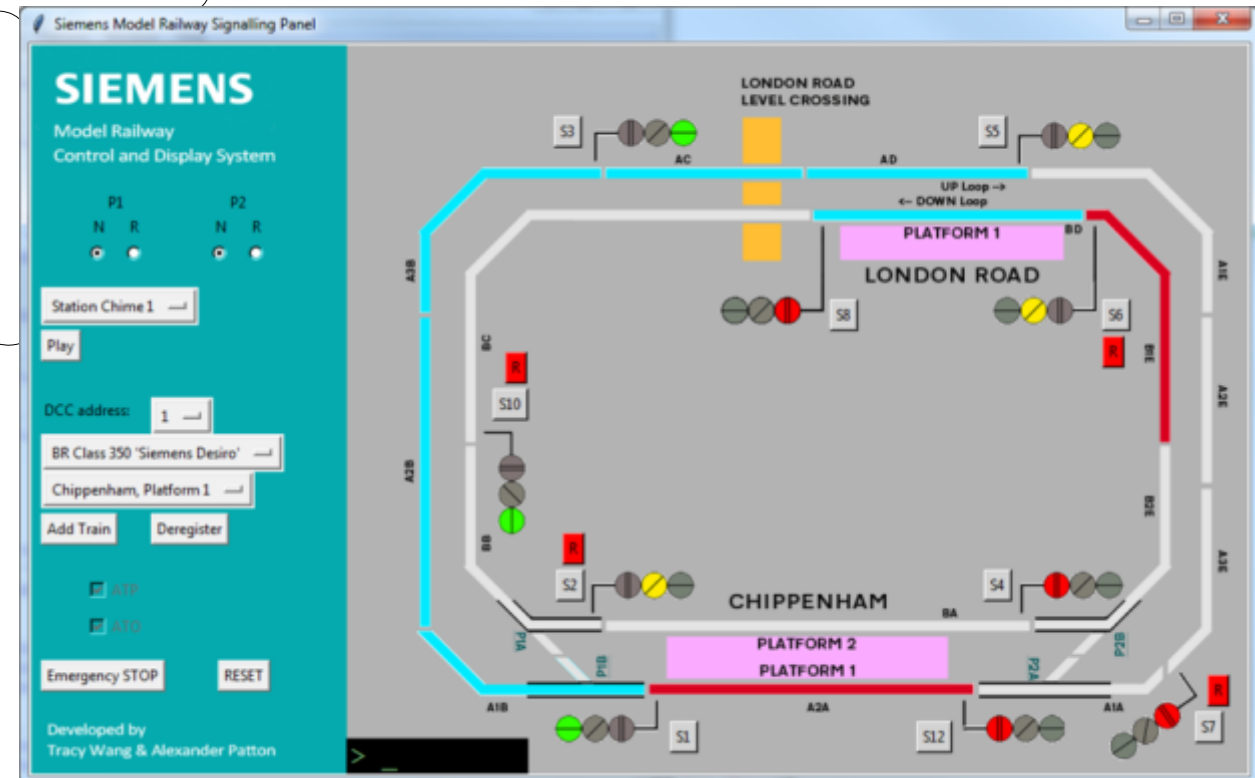 Siemens Model Railway Signalling Panel
SIEMENS
Model Railway
Control and Display System
P1 P2
N R N R
Station Chime 1
Play
DCC address: 1
BR Class 350 'Siemens Desiro'
Chippenham, Platform 1
Add Train Deregister
ATP
ATO
Emergency STOP RESET
Developed by
Tracy Wang & Alexander Patton
> _
LONDON ROAD
LEVEL CROSSING
S3
S5
AC
AD
UP Loop -->
<-- DOWN Loop
PLATFORM 1
BD
LONDON ROAD
A3B
A1E
S8
S6
R
BC
B1E
R
S10
A2E
A2B
B2E
BB
R
S2
S4
A3E
CHIPPENHAM
BA
P1A
PLATFORM 2
P2B
P1B
PLATFORM 1
P2A
A1B
A2A
A1A
R
S1
S12
S7